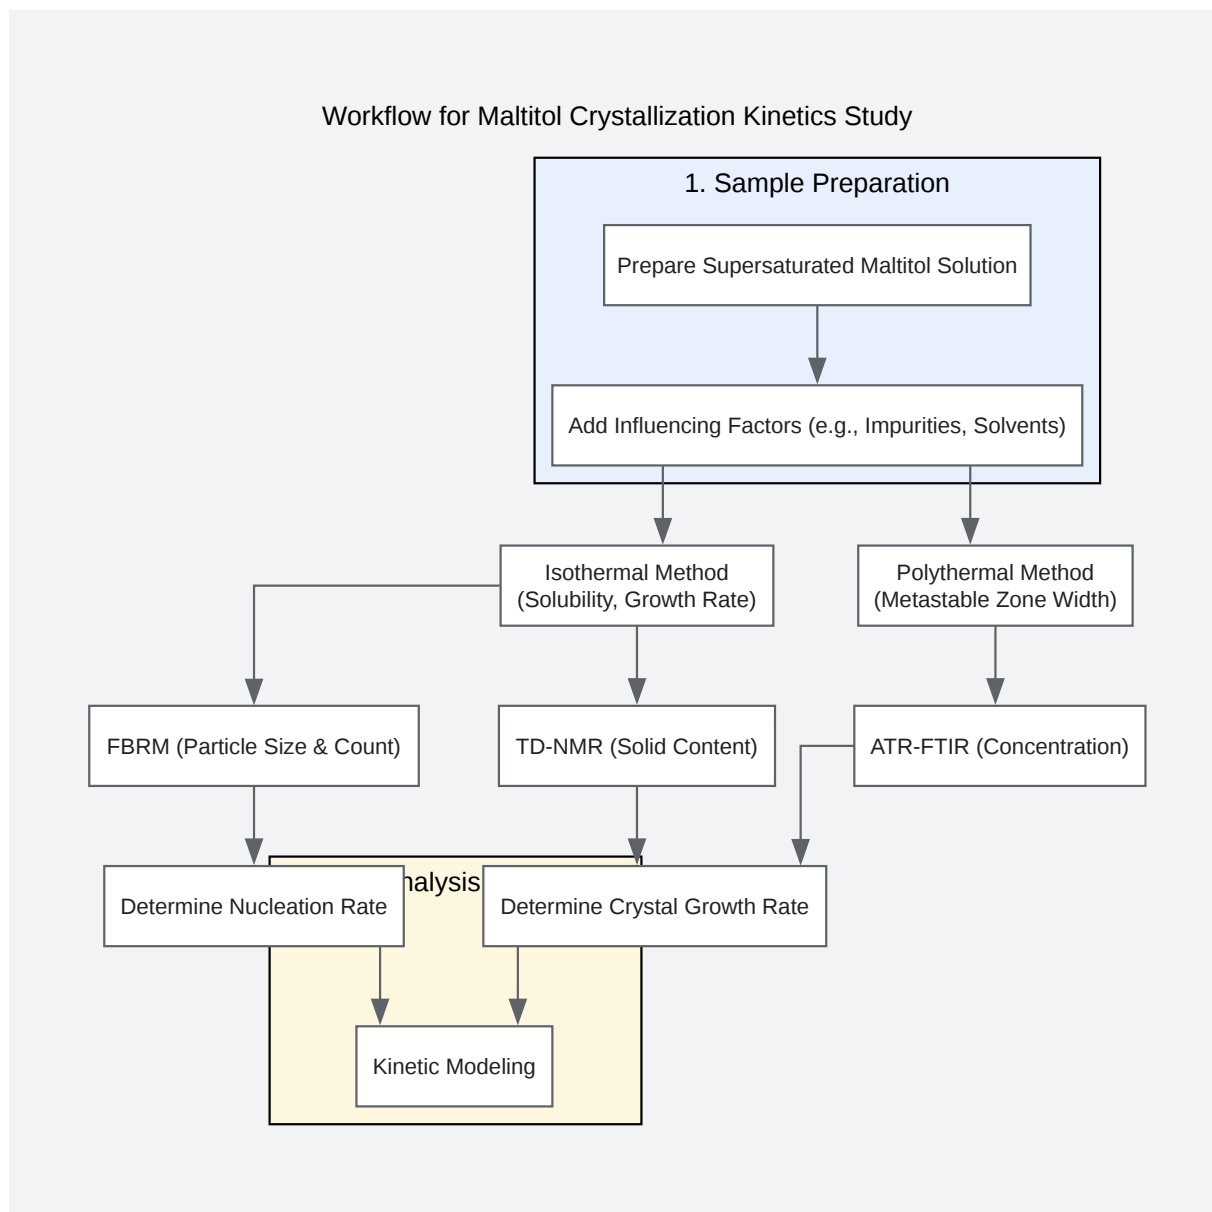 Workflow for Maltitol Crystallization Kinetics Study
1. Sample Preparation
Prepare Supersaturated Maltitol Solution
Add Influencing Factors (e.g., Impurities, Solvents)
Isothermal Method
(Solubility, Growth Rate)
Polythermal Method
(Metastable Zone Width)
FBRM (Particle Size & Count)
TD-NMR (Solid Content)
ATR-FTIR (Concentration)
Determine Nucleation Rate
Determine Crystal Growth Rate
Kinetic Modeling